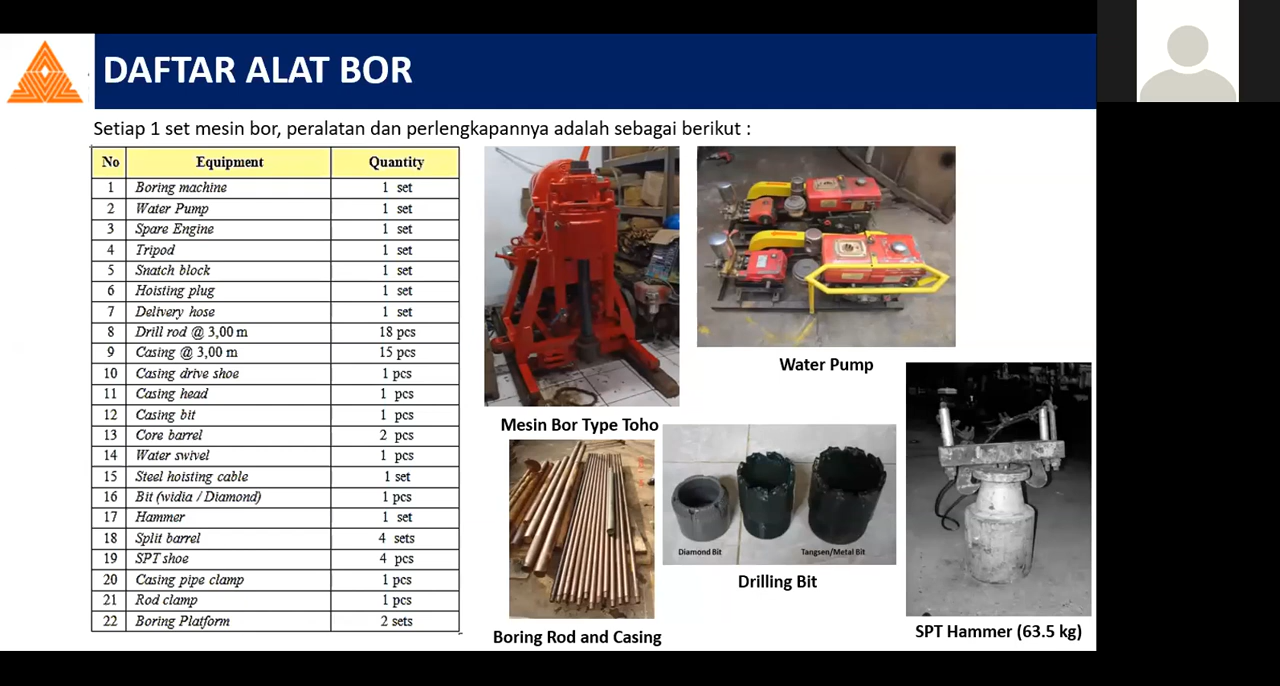 DAFTAR ALAT BOR
Setiap 1 set mesin bor, peralatan dan perlengkapannya adalah sebagai berikut :
No Equipment Quantity
1 Boring machine 1 set
2 Water Pump 1 set
3 Spare Engine 1 set
4 Tripod 1 set
5 Snatch block 1 set
6 Hoisting plug 1 set
7 Delivery hose 1 set
8 Drill rod @ 3,00 m 18 pcs
9 Casing @ 3,00 m 15 pcs
10 Casing drive shoe 1 pcs
11 Casing head 1 pcs
12 Casing bit 1 pcs
13 Core barrel 2 pcs
14 Water swivel 1 pcs
15 Steel hoisting cable 1 set
16 Bit (widia / Diamond) 1 pcs
17 Hammer 1 set
18 Split barrel 4 sets
19 SPT shoe 4 pcs
20 Casing pipe clamp 1 pcs
21 Rod clamp 1 pcs
22 Boring Platform 2 sets
Mesin Bor Type Toho
Water Pump
Boring Rod and Casing
Diamond Bit
Tangsen/Metal Bit
Drilling Bit
SPT Hammer (63.5 kg)